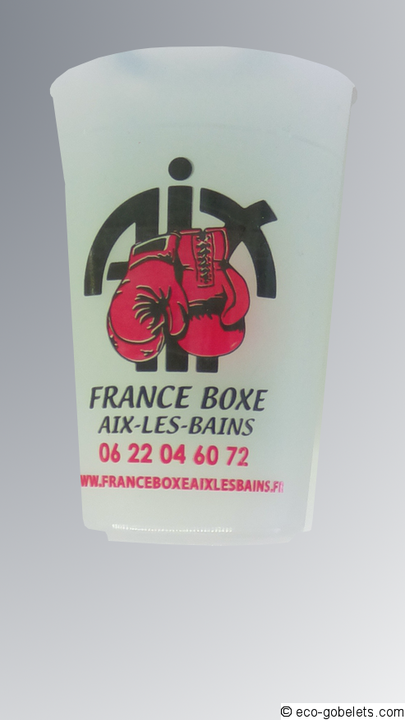 AiX
FRANCE BOXE
AIX-LES-BAINS
06 22 04 60 72
WWW.FRANCEBOXEAIXLESBAINS.FR
© eco-gobelets.com